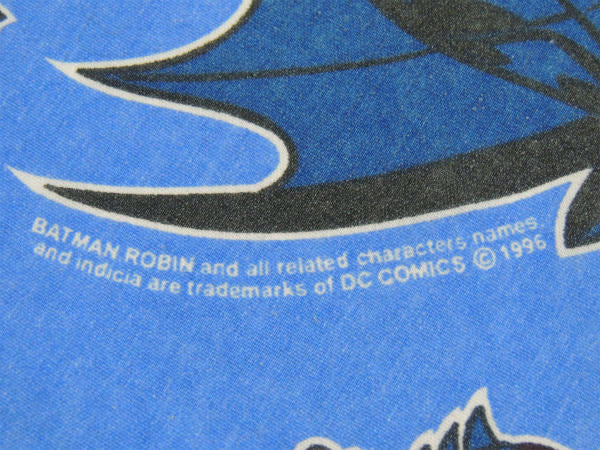 BATMAN ROBIN and all related characters names.
and indicia are trademarks of DC COMICS © 1996